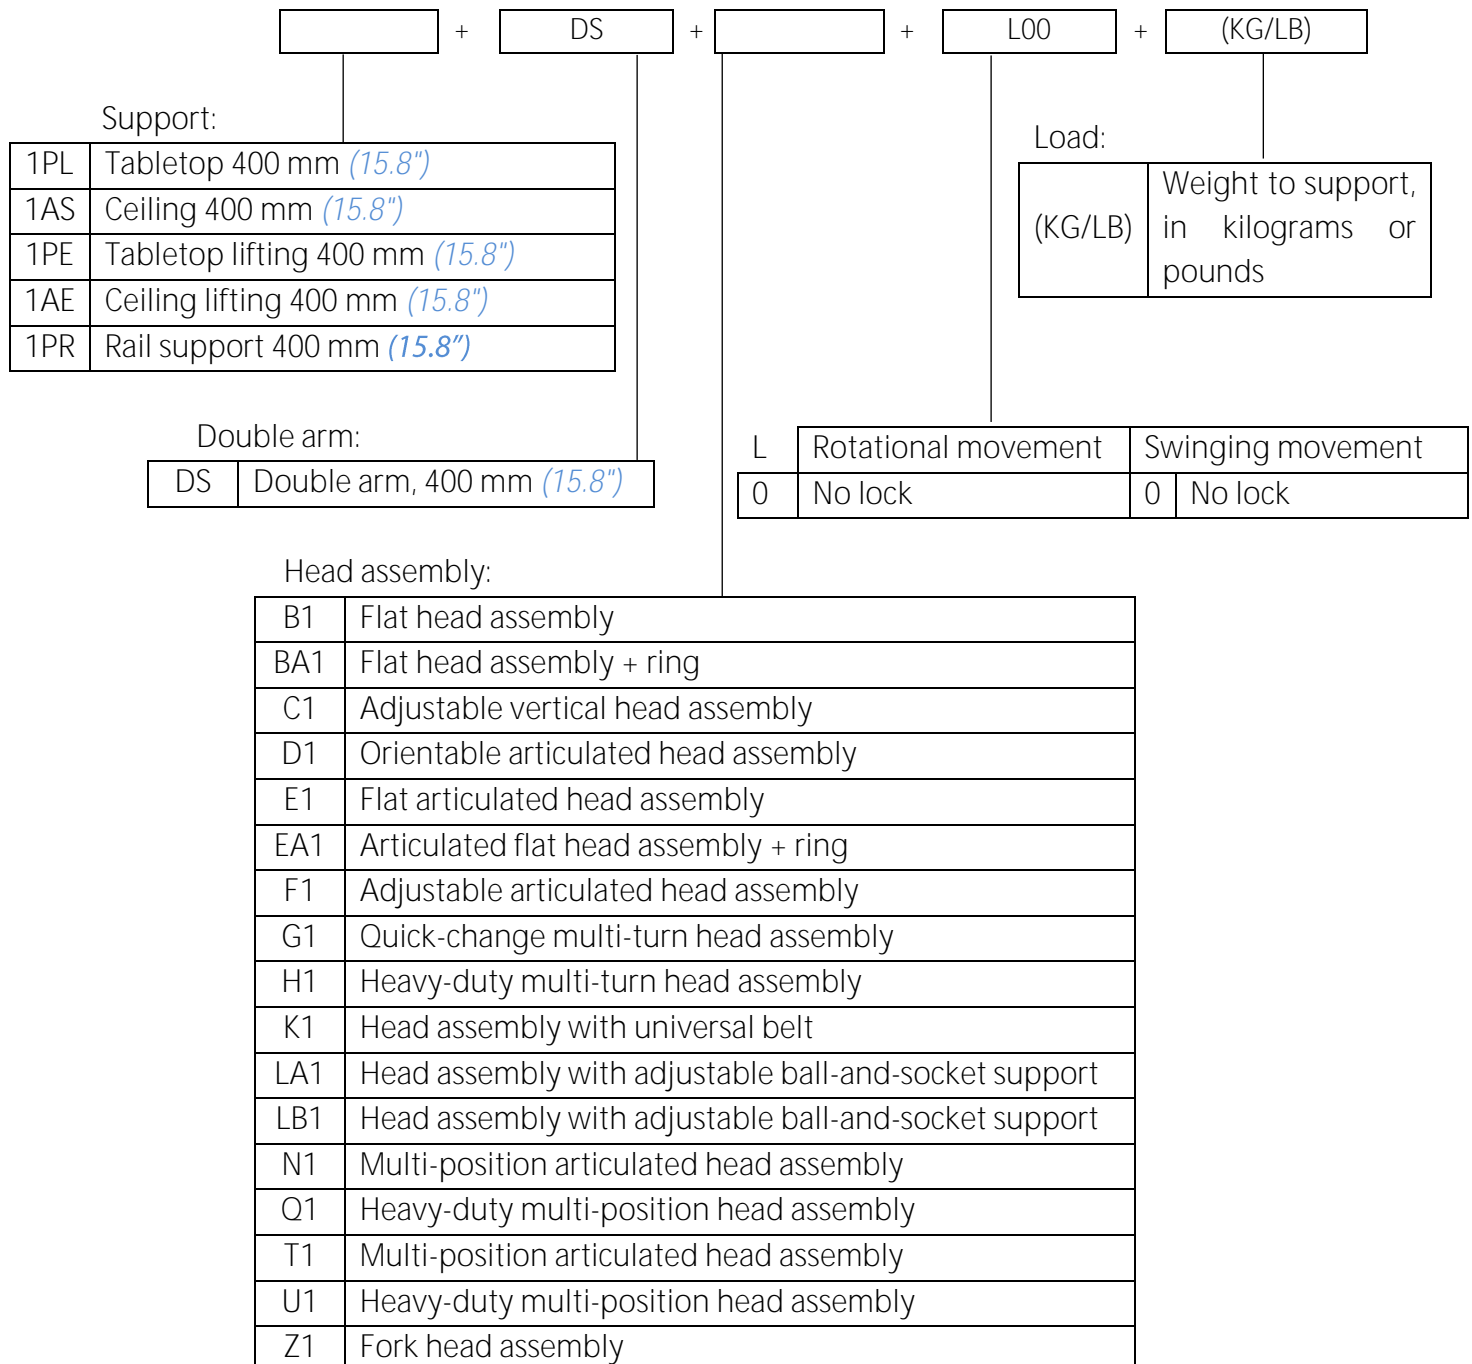 + DS + + L00 + (KG/LB)
Support:
1PL Tabletop 400 mm (15.8")
1AS Ceiling 400 mm (15.8")
1PE Tabletop lifting 400 mm (15.8")
1AE Ceiling lifting 400 mm (15.8")
1PR Rail support 400 mm (15.8")
Load:
(KG/LB) Weight to support,
in kilograms or
pounds
Double arm:
DS Double arm, 400 mm (15.8")
L Rotational movement Swinging movement
0 No lock 0 No lock
Head assembly:
B1 Flat head assembly
BA1 Flat head assembly + ring
C1 Adjustable vertical head assembly
D1 Orientable articulated head assembly
E1 Flat articulated head assembly
EA1 Articulated flat head assembly + ring
F1 Adjustable articulated head assembly
G1 Quick-change multi-turn head assembly
H1 Heavy-duty multi-turn head assembly
K1 Head assembly with universal belt
LA1 Head assembly with adjustable ball-and-socket support
LB1 Head assembly with adjustable ball-and-socket support
N1 Multi-position articulated head assembly
Q1 Heavy-duty multi-position head assembly
T1 Multi-position articulated head assembly
U1 Heavy-duty multi-position head assembly
Z1 Fork head assembly